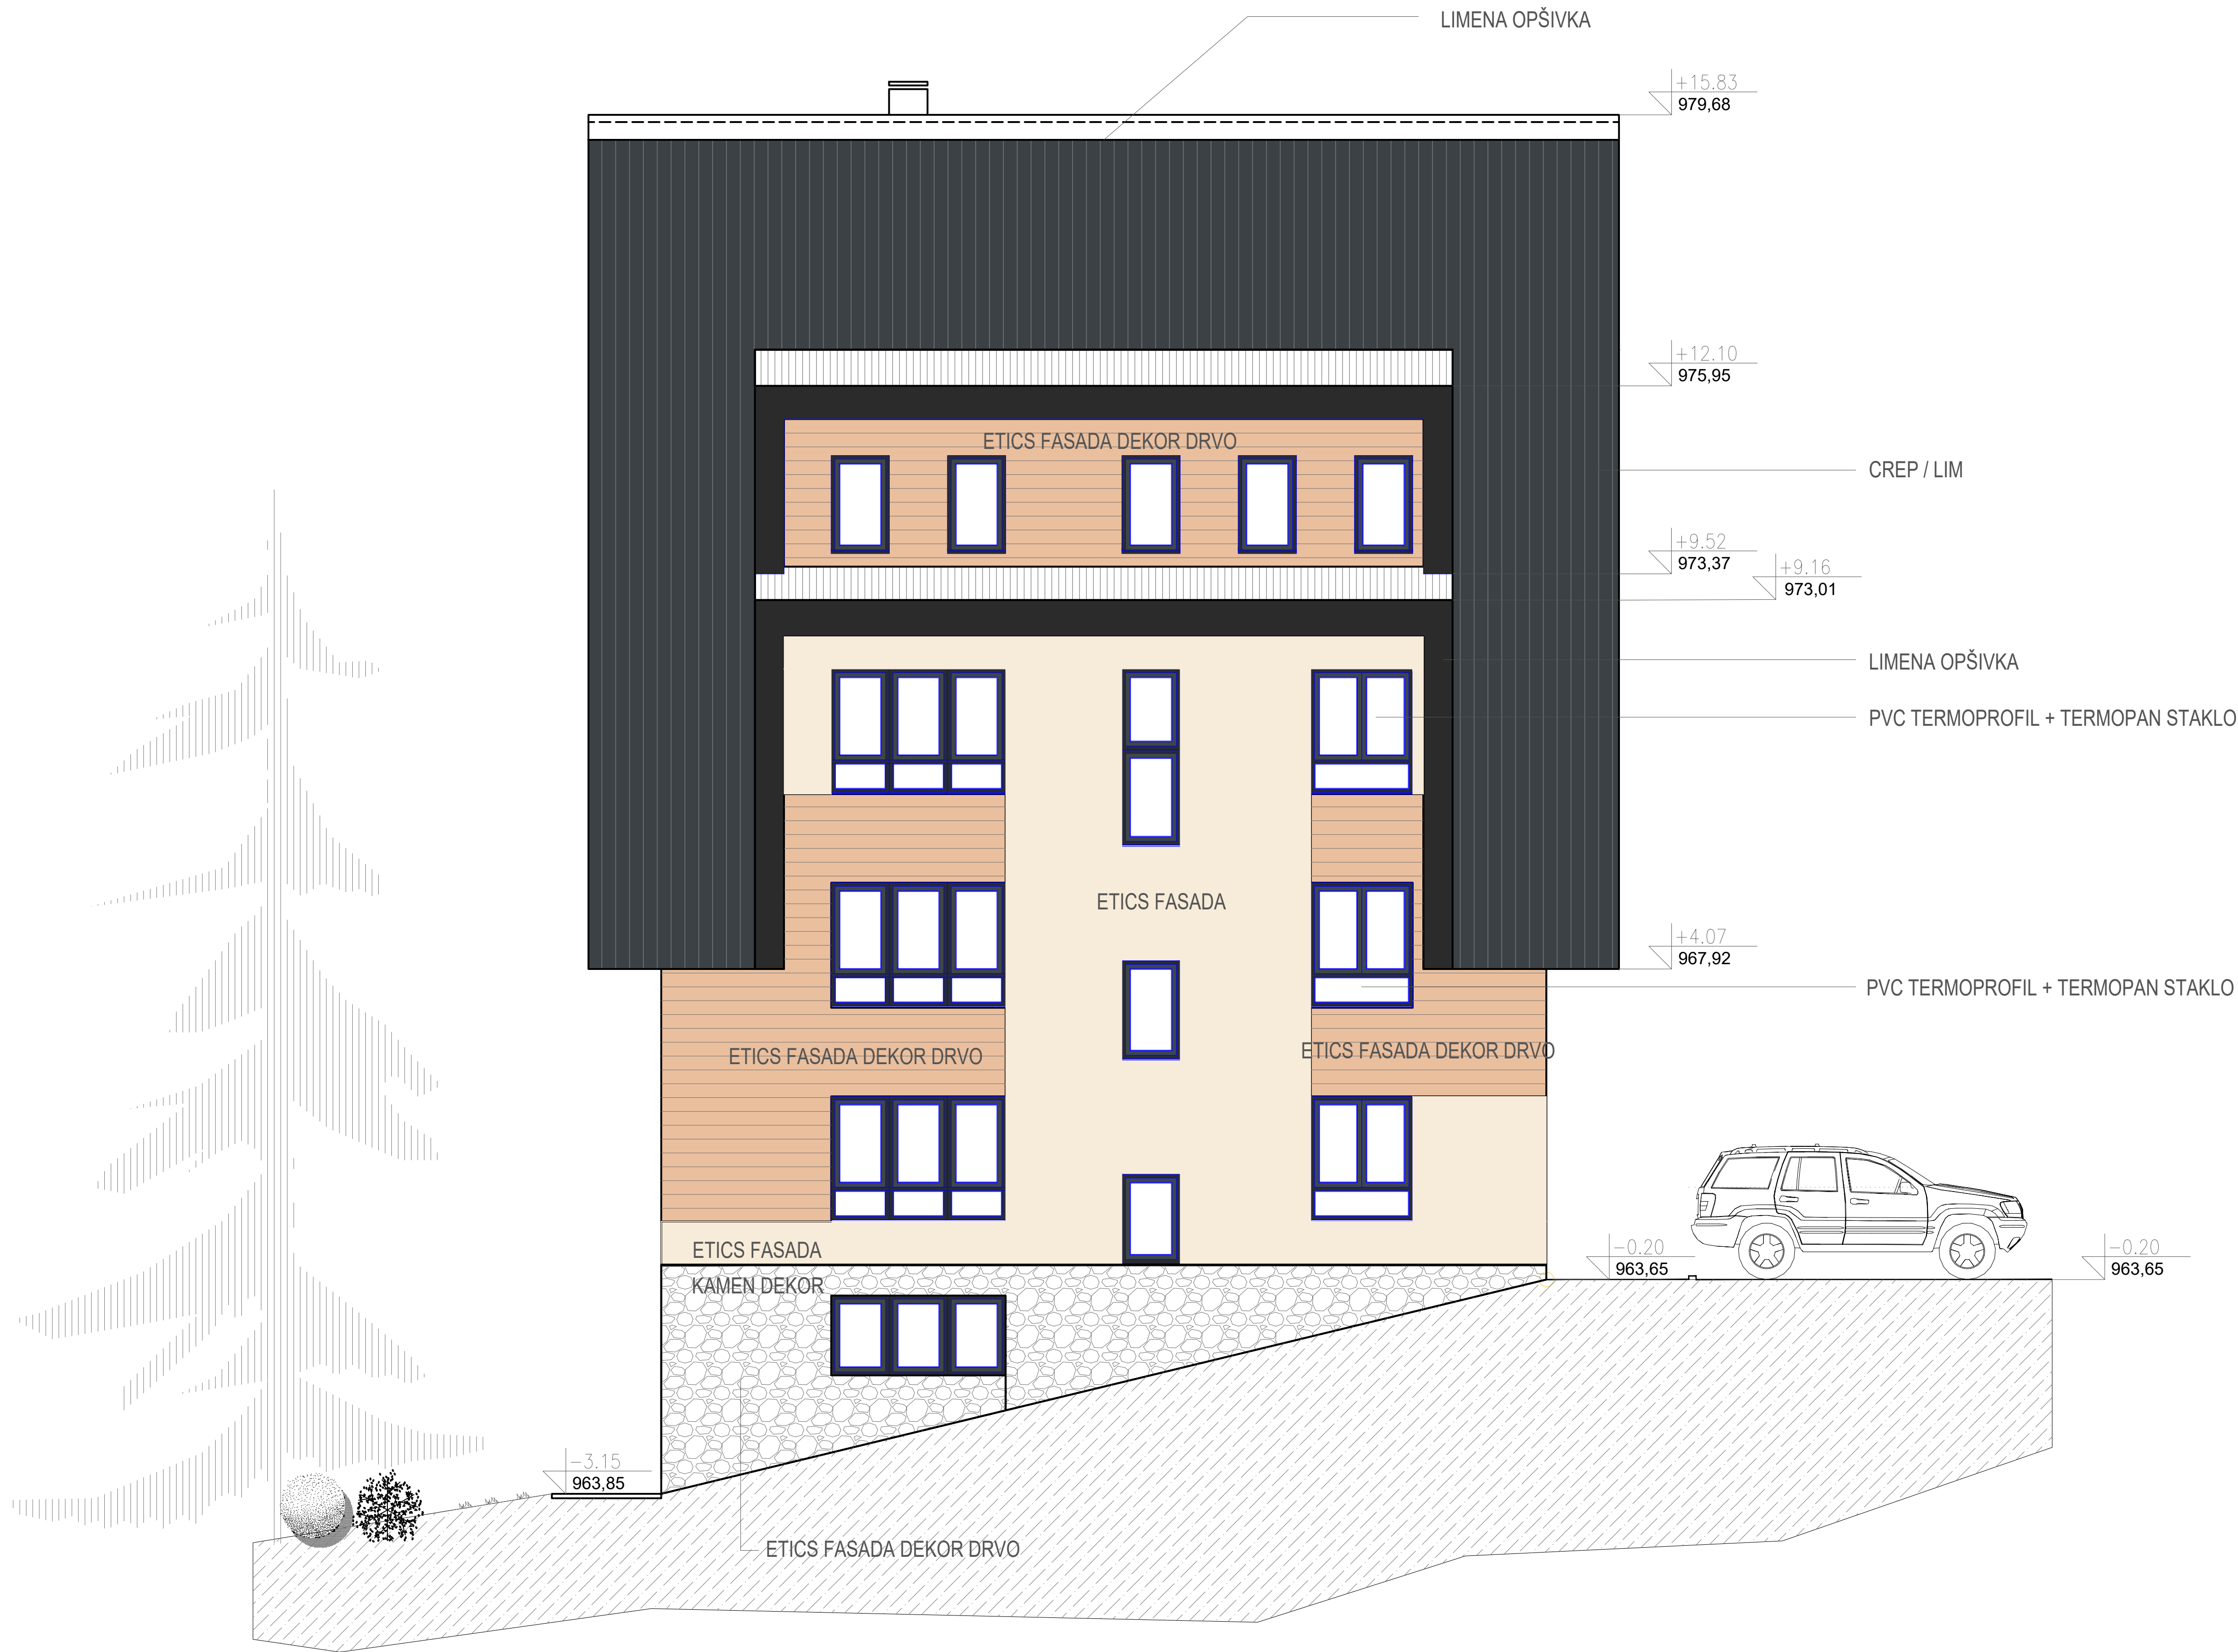 LIMENA OPŠIVKA
+15.83
979,68
+12.10
975,95
ETICS FASADA DEKOR DRVO
CREP / LIM
+9.52
973,37
+9.16
973,01
LIMENA OPŠIVKA
PVC TERMOPROFIL + TERMOPAN STAKLO
ETICS FASADA
+4.07
967,92
PVC TERMOPROFIL + TERMOPAN STAKLO
ETICS FASADA DEKOR DRVO
ETICS FASADA DEKOR DRVO
ETICS FASADA
-0.20
963,65
-0.20
963,65
KAMEN DEKOR
-3.15
963,85
ETICS FASADA DEKOR DRVO